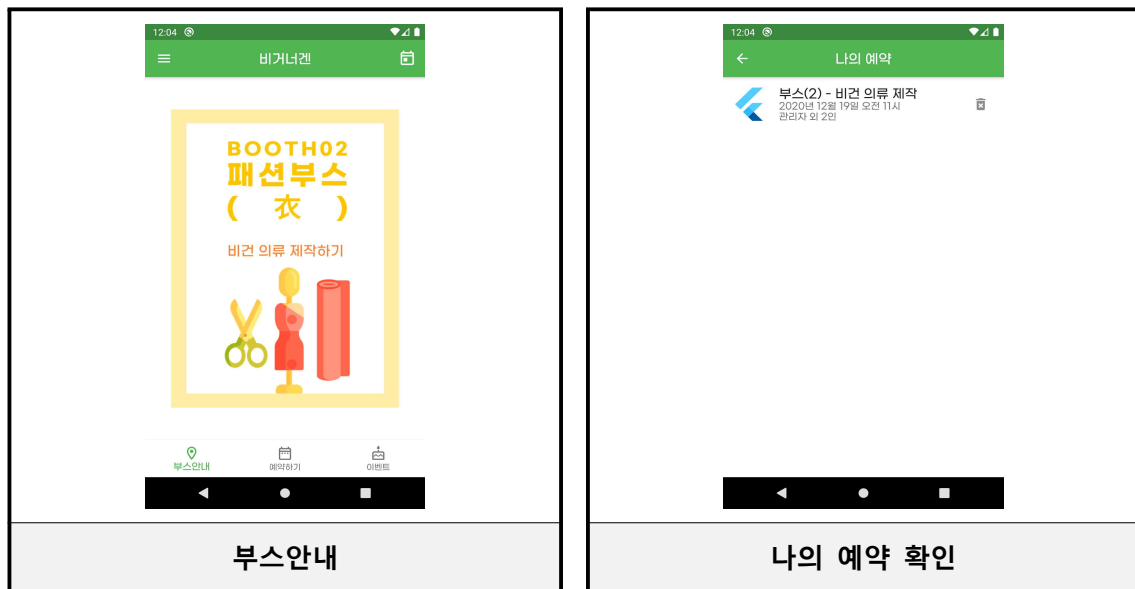 12:04
비거너겐
BOOTH02
패션부스
( 衣 )
비건 의류 제작하기
부스안내
예약하기
이벤트
부스안내
12:04
나의 예약
부스(2) - 비건 의류 제작
2020년 12월 19일 오전 11시
관리자 외 2인
나의 예약 확인